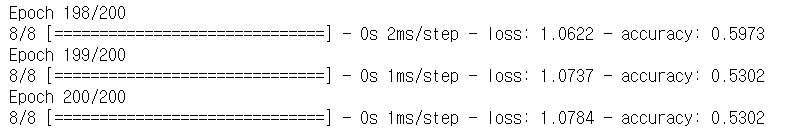 Epoch 198/200
8/8 [==============================] - 0s 2ms/step - loss: 1.0622 - accuracy: 0.5973
Epoch 199/200
8/8 [==============================] - 0s 1ms/step - loss: 1.0737 - accuracy: 0.5302
Epoch 200/200
8/8 [==============================] - 0s 1ms/step - loss: 1.0784 - accuracy: 0.5302